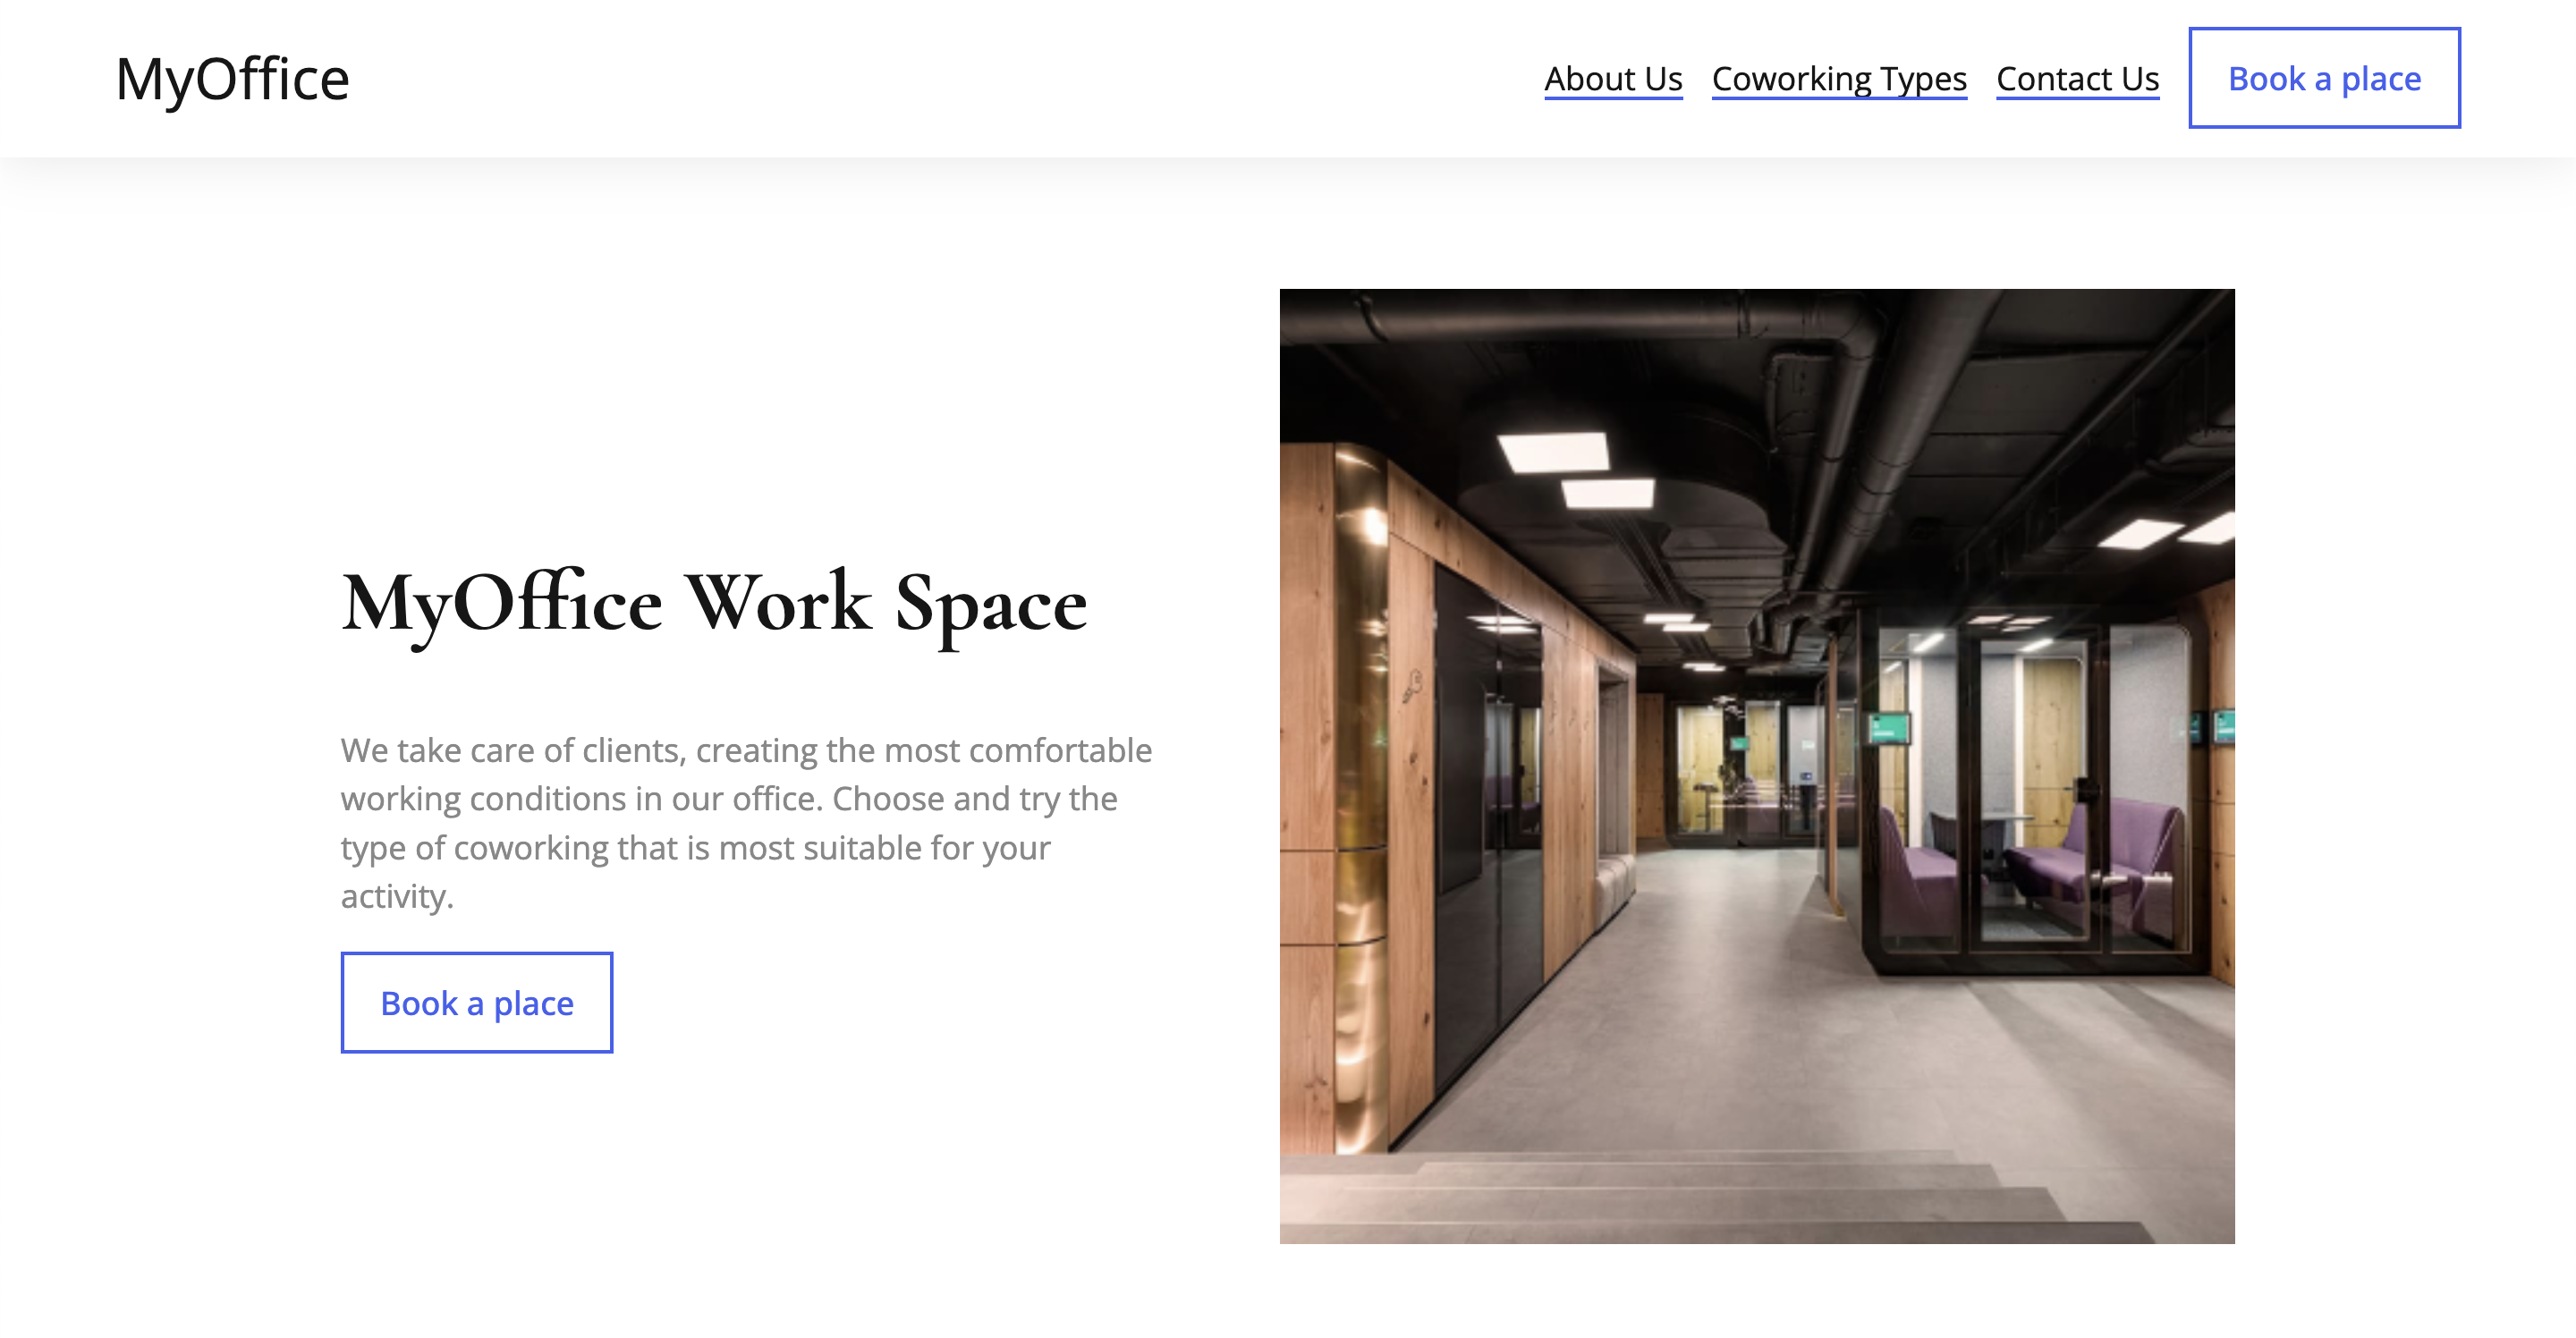 MyOffice
About Us
Coworking Types
Contact Us
Book a place
MyOffice Work Space
We take care of clients, creating the most comfortable
working conditions in our office. Choose and try the
type of coworking that is most suitable for your
activity.
Book a place